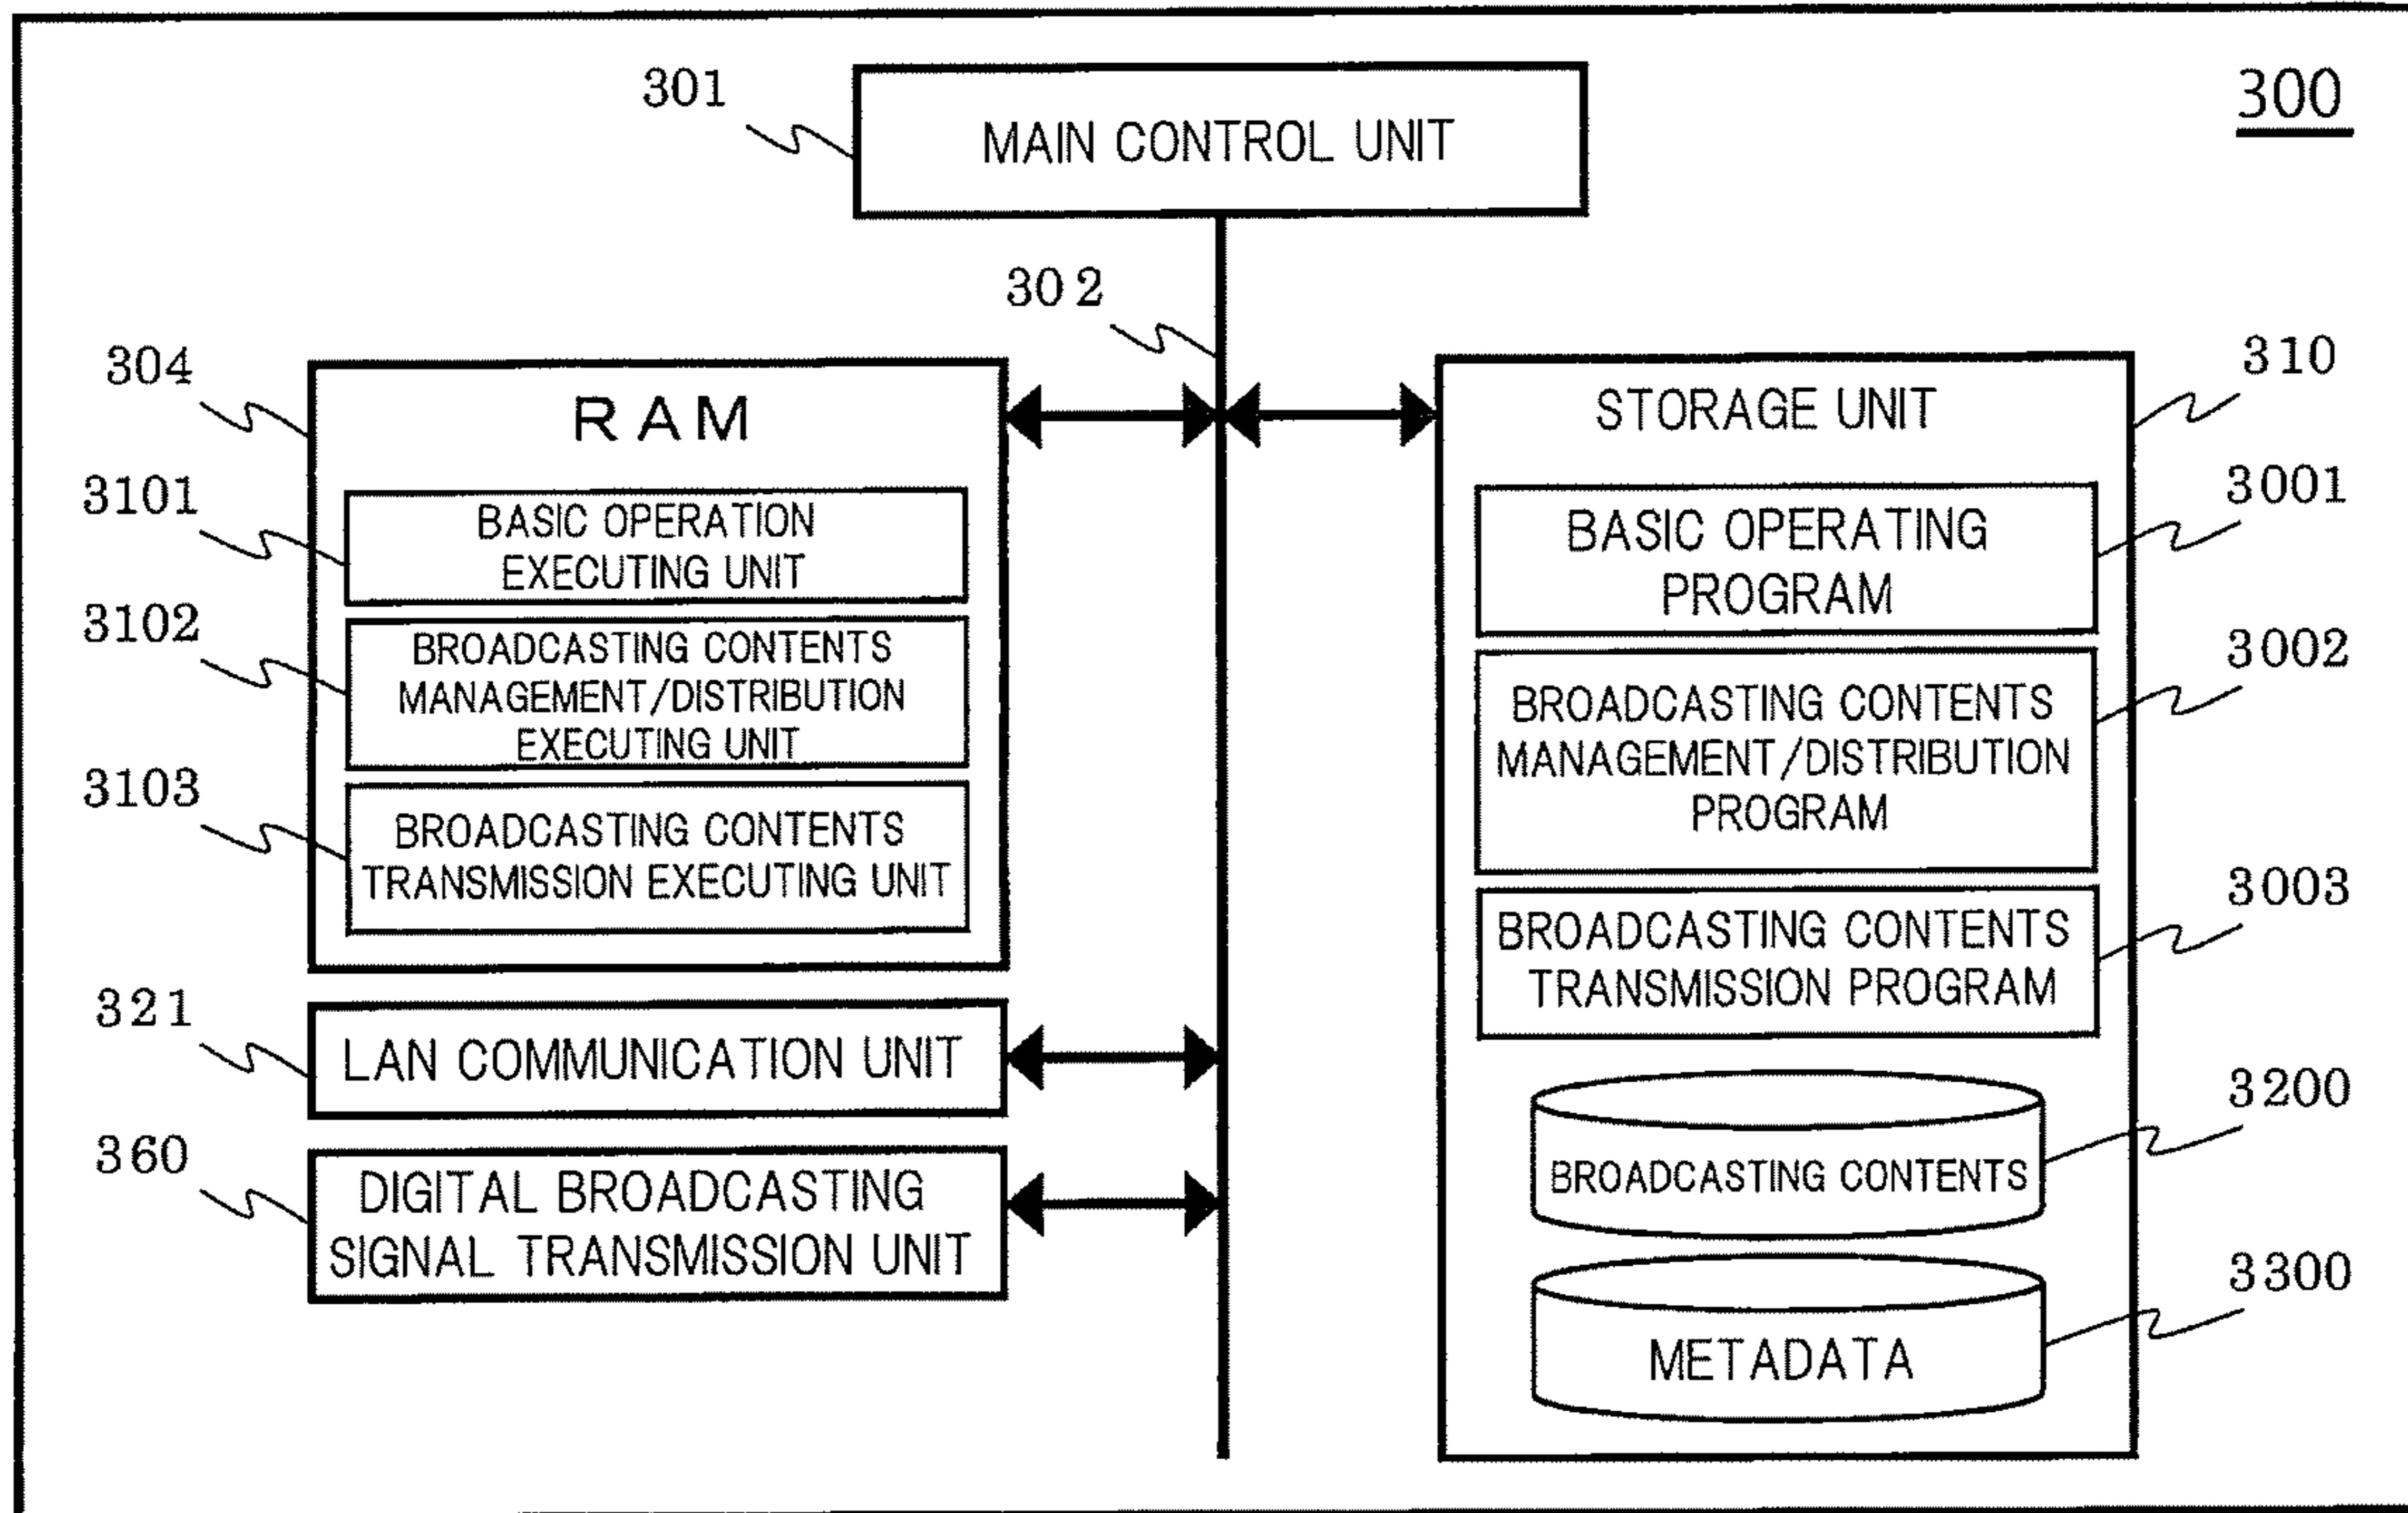 300
301
MAIN CONTROL UNIT
302
304
RAM
3101
BASIC OPERATION
EXECUTING UNIT
3102
BROADCASTING CONTENTS
MANAGEMENT/DISTRIBUTION
EXECUTING UNIT
3103
BROADCASTING CONTENTS
TRANSMISSION EXECUTING UNIT
321
LAN COMMUNICATION UNIT
360
DIGITAL BROADCASTING
SIGNAL TRANSMISSION UNIT
310
STORAGE UNIT
3001
BASIC OPERATING
PROGRAM
3002
BROADCASTING CONTENTS
MANAGEMENT/DISTRIBUTION
PROGRAM
3003
BROADCASTING CONTENTS
TRANSMISSION PROGRAM
3200
BROADCASTING CONTENTS
3300
METADATA